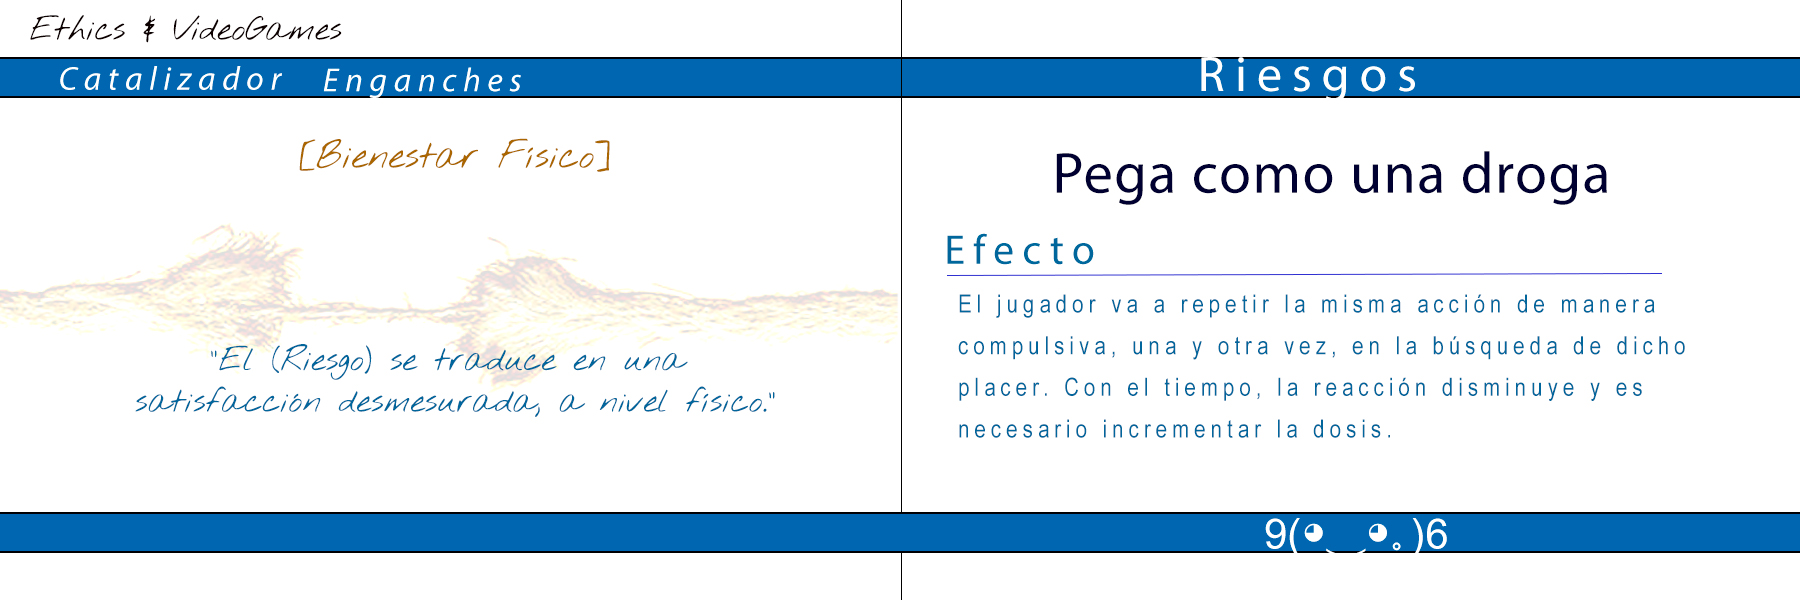 Ethics & VideoGames
Catalizador Enganches
[Bienestar Físico]
"El (Riesgo) se traduce en una
satisfacción desmesurada, a nivel físico."
Riesgos
Pega como una droga
Efecto
El jugador va a repetir la misma acción de manera
compulsiva, una y otra vez, en la búsqueda de dicho
placer. Con el tiempo, la reacción disminuye y es
necesario incrementar la dosis.
9(◕‿‿◕。)6